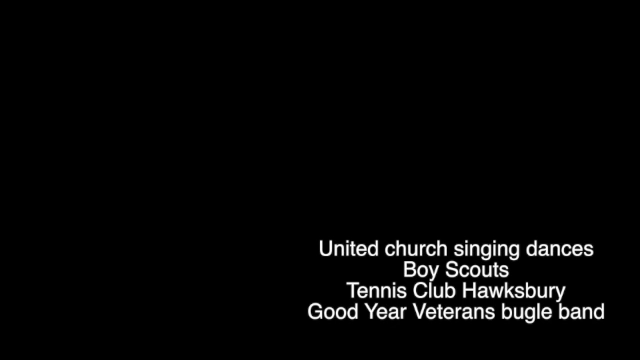 United church singing dances
Boy Scouts
Tennis Club Hawksbury
Good Year Veterans bugle band